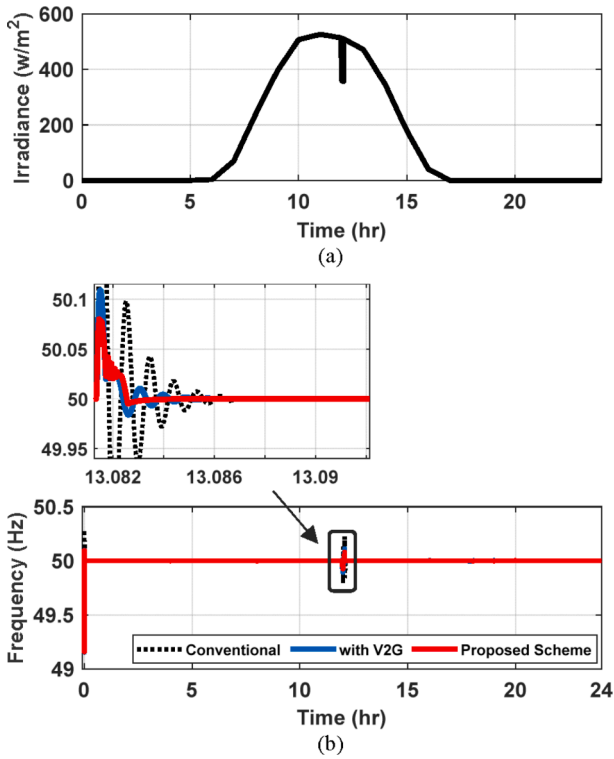 600
400
200
0
Irradiance (w/m²)
0 5 10 15 20
Time (hr)
(a)
50.1
50.05
50
49.95
13.082 13.086 13.09
50.5
50
49.5
49
Frequency (Hz)
Conventional with V2G Proposed Scheme
0 5 10 15 20 24
Time (hr)
(b)